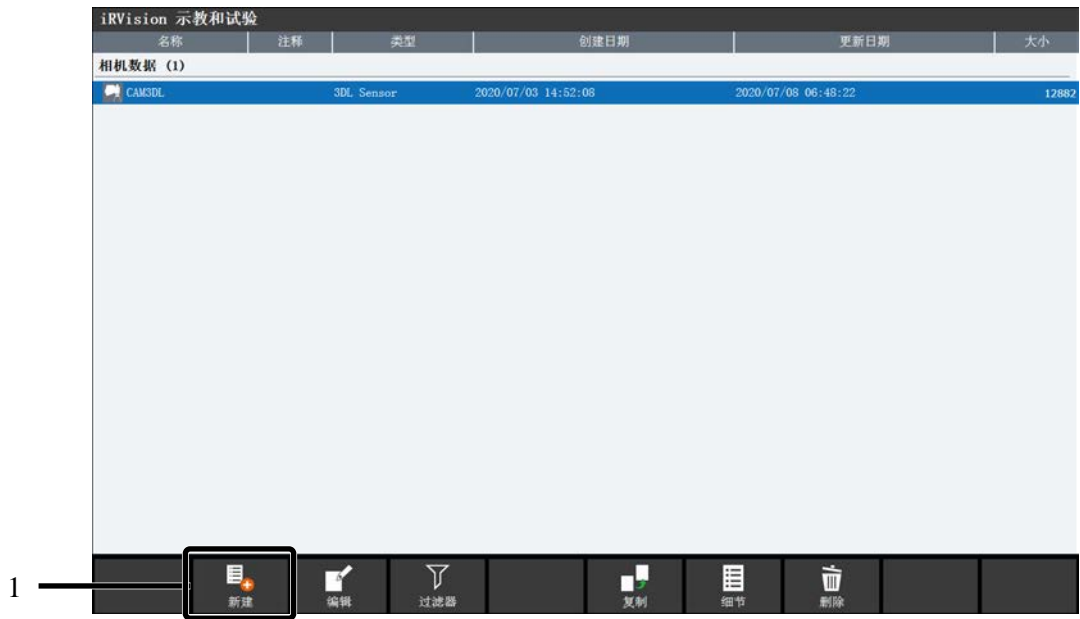 iRVision 示教和试验
名称 注释 类型 创建日期 更新日期 大小
相机数据 (1)
CAM3DL 3DL Sensor 2020/07/03 14:52:08 2020/07/08 06:48:22 12882
1 新建 编辑 过滤器 复制 细节 删除